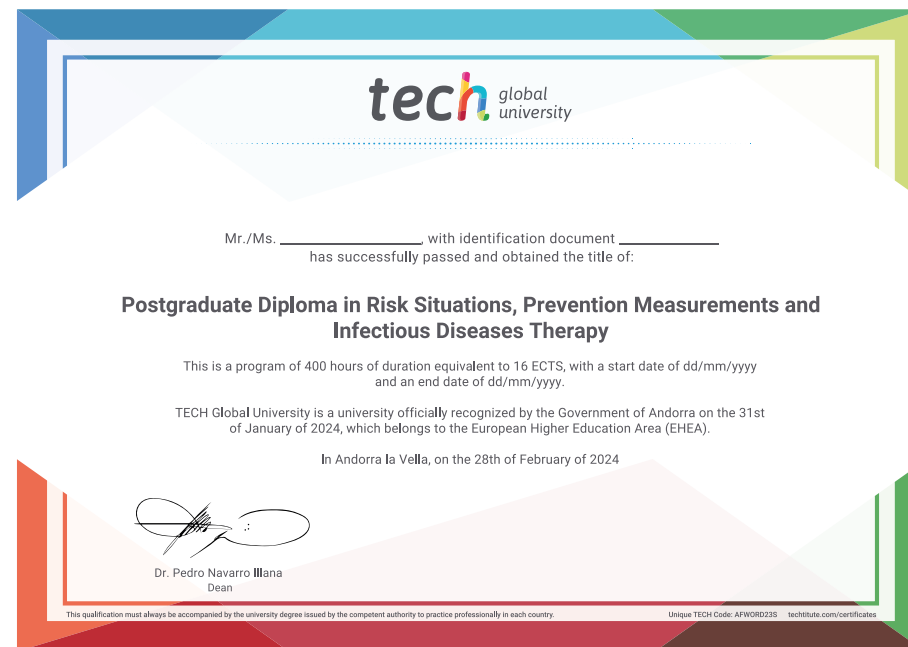 tech global university
Mr./Ms. ____________________, with identification document ______________
has successfully passed and obtained the title of:
Postgraduate Diploma in Risk Situations, Prevention Measurements and
Infectious Diseases Therapy
This is a program of 400 hours of duration equivalent to 16 ECTS, with a start date of dd/mm/yyyy
and an end date of dd/mm/yyyy.
TECH Global University is a university officially recognized by the Government of Andorra on the 31st
of January of 2024, which belongs to the European Higher Education Area (EHEA).
In Andorra la Vella, on the 28th of February of 2024
Dr. Pedro Navarro Illana
Dean
This qualification must always be accompanied by the university degree issued by the competent authority to practice professionally in each country.
Unique TECH Code: AFWORD23S techtitute.com/certificates